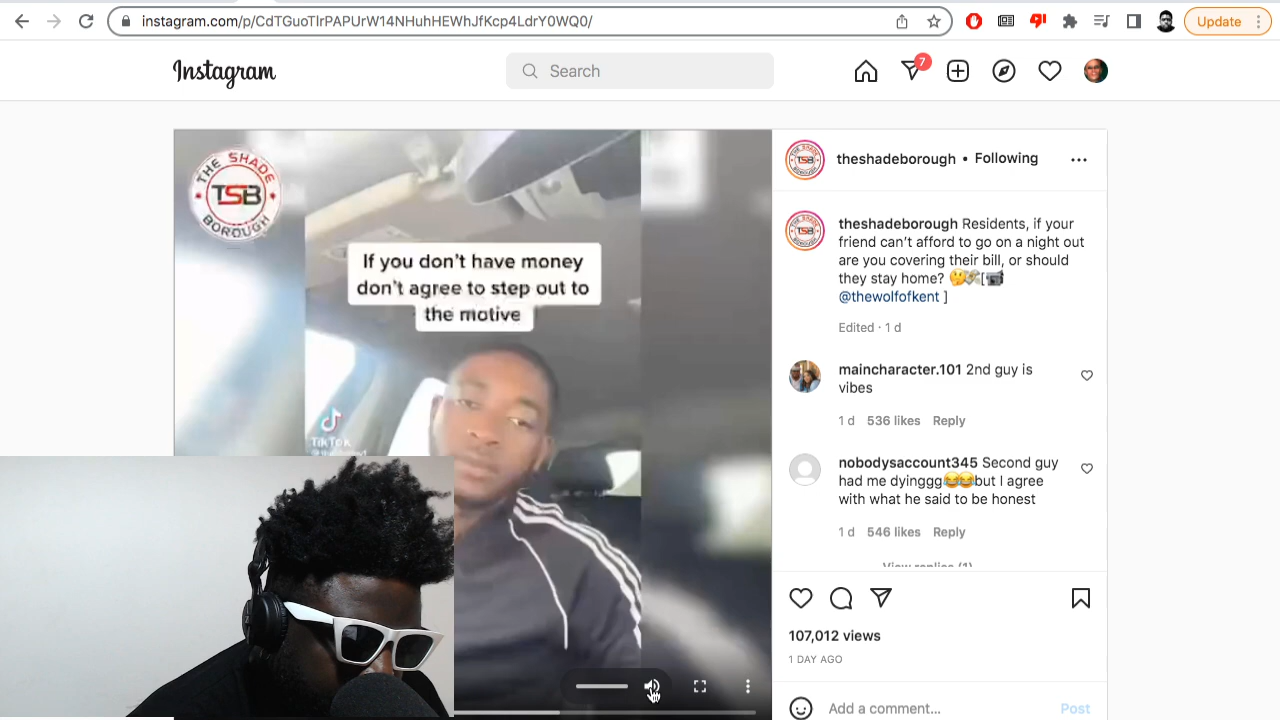 instagram.com/p/CdTGuoTlrPAPUrW14NHuhHEWhJfKcp4LdrY0WQ0/
Update
Instagram
Search
7
THE SHADE
TSB
BOROUGH
If you don't have money
don't agree to step out to
the motive
TikTok
theshadeborough • Following
theshadeborough Residents, if your
friend can't afford to go on a night out
are you covering their bill, or should
they stay home? 🤔💸[📹
@thewolfofkent ]
Edited · 1 d
maincharacter.101 2nd guy is
vibes
1 d 536 likes Reply
nobodysaccount345 Second guy
had me dyinggg😂😂but I agree
with what he said to be honest
1 d 546 likes Reply
View replies (1)
107,012 views
1 DAY AGO
Add a comment...
Post